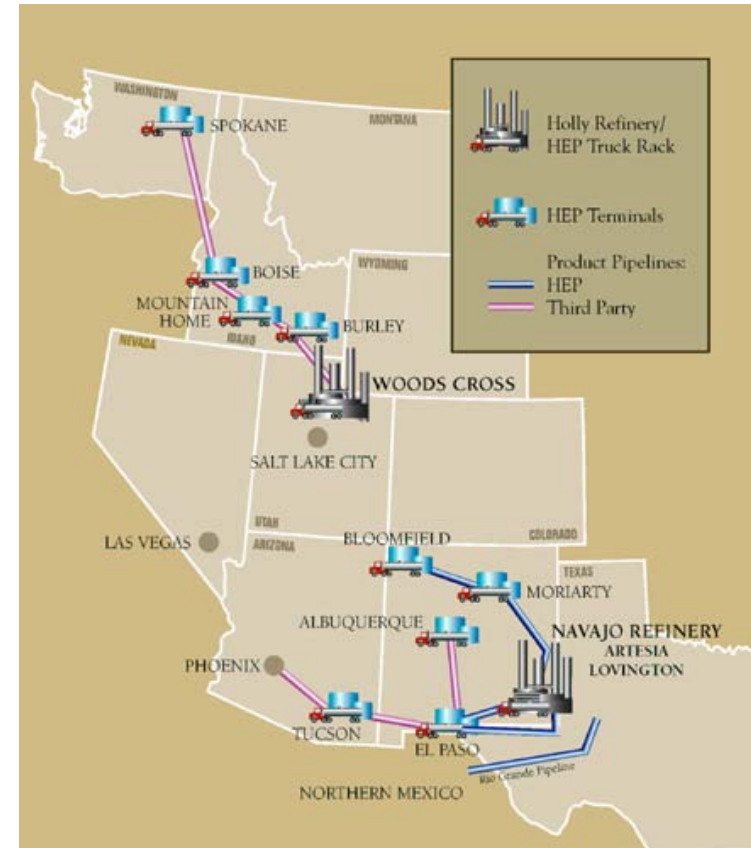 WASHINGTON
SPOKANE
MONTANA
Holly Refinery/
HEP Truck Rack
HEP Terminals
Product Pipelines:
HEP
Third Party
BOISE
WYOMING
MOUNTAIN
HOME
BURLEY
IDAHO
NEVADA
WOODS CROSS
SALT LAKE CITY
UTAH
COLORADO
LAS VEGAS
ARIZONA
BLOOMFIELD
TEXAS
MORIARTY
ALBUQUERQUE
NAVAJO REFINERY
ARTESIA
LOVINGTON
PHOENIX
TUCSON
EL PASO
Rio Grande Pipeline
NORTHERN MEXICO